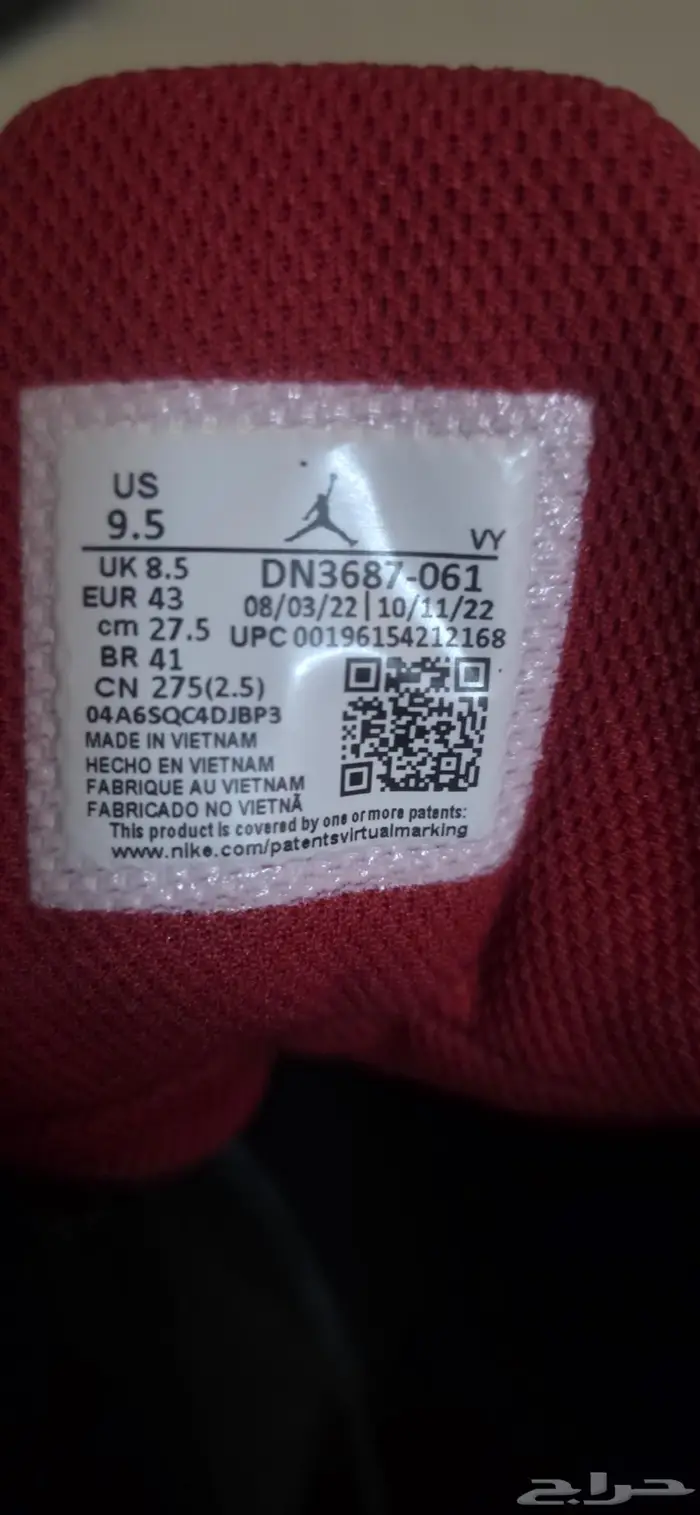 US
9.5
VY
UK 8.5
EUR 43
cm 27.5
BR 41
CN 275(2.5)
DN3687-061
08/03/22 | 10/11/22
UPC 00196154212168
04A6SQC4DJBP3
MADE IN VIETNAM
HECHO EN VIETNAM
FABRIQUE AU VIETNAM
FABRICADO NO VIETNÃ
This product is covered by one or more patents:
www.nike.com/patentsvirtualmarking
حراج